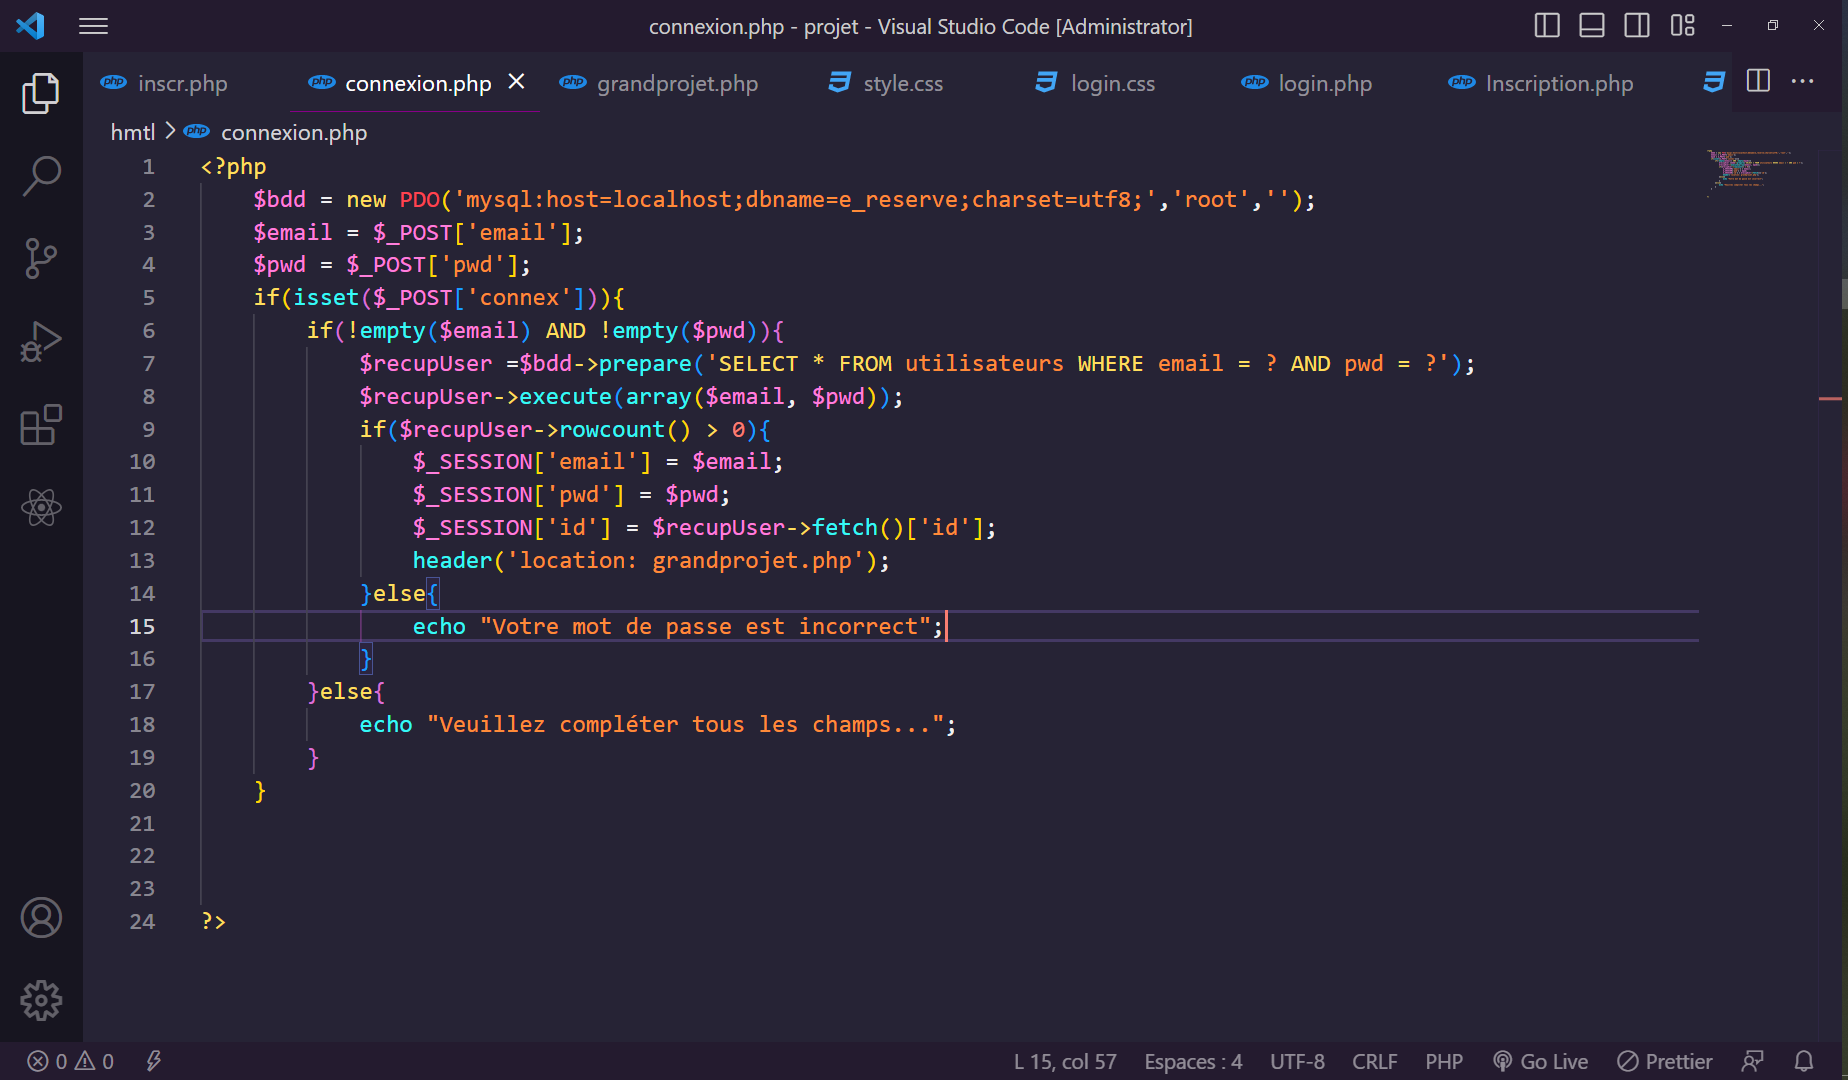 connexion.php - projet - Visual Studio Code [Administrator]
inscr.php
connexion.php
grandprojet.php
style.css
login.css
login.php
Inscription.php
hmtl > php connexion.php
1 <?php
2 $bdd = new PDO('mysql:host=localhost;dbname=e_reserve;charset=utf8;','root','');
3 $email = $_POST['email'];
4 $pwd = $_POST['pwd'];
5 if(isset($_POST['connex'])){
6 if(!empty($email) AND !empty($pwd)){
7 $recupUser =$bdd->prepare('SELECT * FROM utilisateurs WHERE email = ? AND pwd = ?');
8 $recupUser->execute(array($email, $pwd));
9 if($recupUser->rowcount() > 0){
10 $_SESSION['email'] = $email;
11 $_SESSION['pwd'] = $pwd;
12 $_SESSION['id'] = $recupUser->fetch()['id'];
13 header('location: grandprojet.php');
14 }else{
15 echo "Votre mot de passe est incorrect";
16 }
17 }else{
18 echo "Veuillez compléter tous les champs...";
19 }
20 }
21
22
23
24 ?>
0 0
L 15, col 57
Espaces : 4
UTF-8
CRLF
PHP
Go Live
Prettier